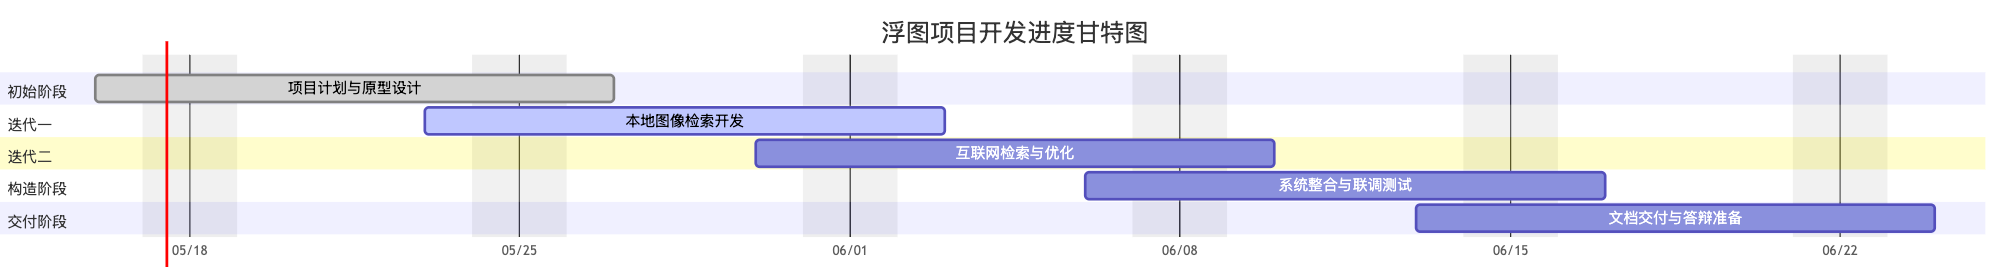 浮图项目开发进度甘特图
初始阶段
项目计划与原型设计
迭代一
本地图像检索开发
迭代二
互联网检索与优化
构造阶段
系统整合与联调测试
交付阶段
文档交付与答辩准备
05/18
05/25
06/01
06/08
06/15
06/22